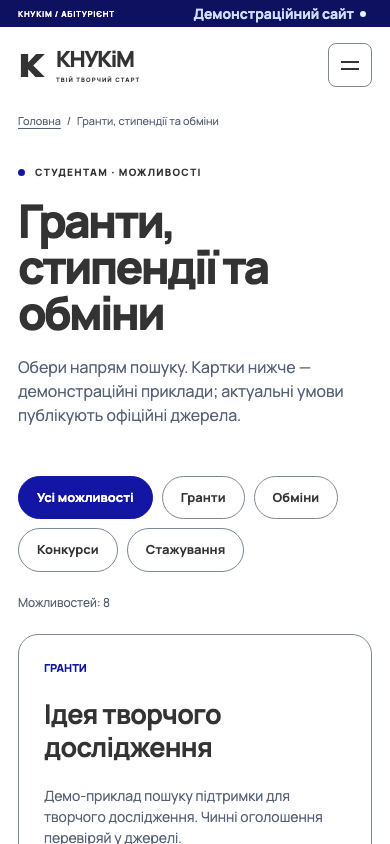 КНУКІМ / АБІТУРІЄНТ
Демонстраційний сайт
КНУКіМ
ТВІЙ ТВОРЧИЙ СТАРТ
Головна / Гранти, стипендії та обміни
СТУДЕНТАМ · МОЖЛИВОСТІ
Гранти,
стипендії та
обміни
Обери напрям пошуку. Картки нижче —
демонстраційні приклади; актуальні умови
публікують офіційні джерела.
Усі можливості
Гранти
Обміни
Конкурси
Стажування
Можливостей: 8
ГРАНТИ
Ідея творчого
дослідження
Демо-приклад пошуку підтримки для
творчого дослідження. Чинні оголошення
перевіряй у джерелі.